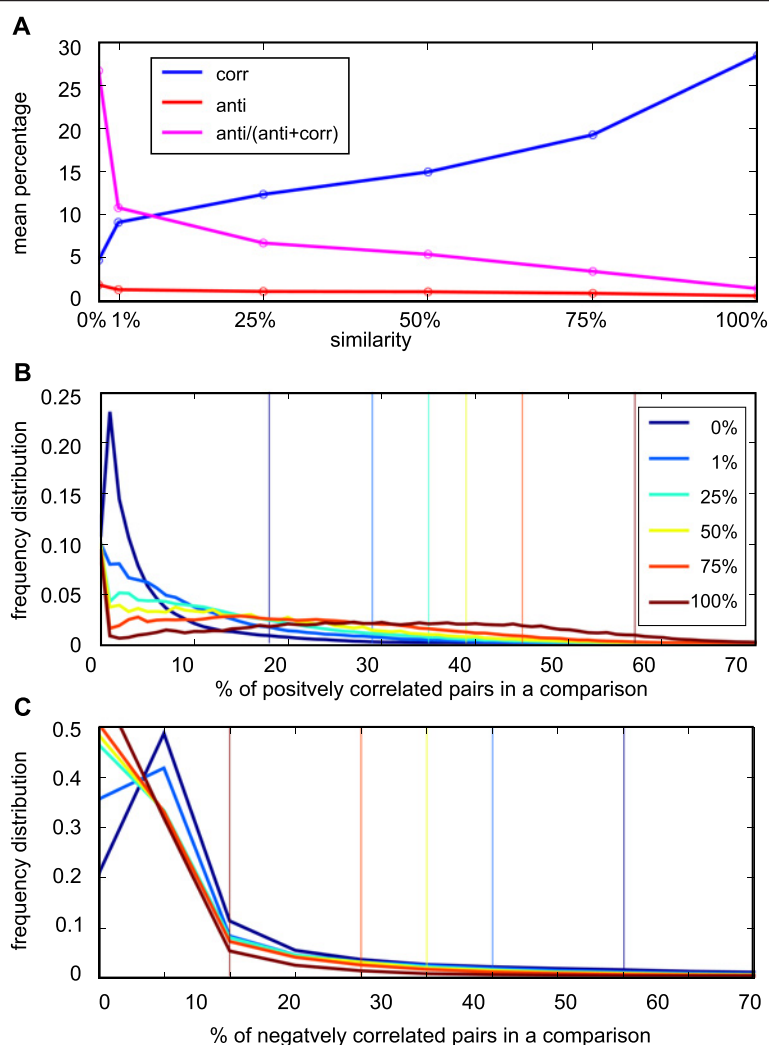 A
mean percentage
30
25
20
15
10
5
0
corr
anti
anti/(anti+corr)
0% 1% 25% 50% 75% 100%
similarity
B
frequency distribution
0.25
0.20
0.15
0.10
0.05
0
0%
1%
25%
50%
75%
100%
0 10 20 30 40 50 60 70
% of positvely correlated pairs in a comparison
C
frequency distribution
0.5
0.4
0.3
0.2
0.1
0
0 10 20 30 40 50 60 70
% of negatvely correlated pairs in a comparison